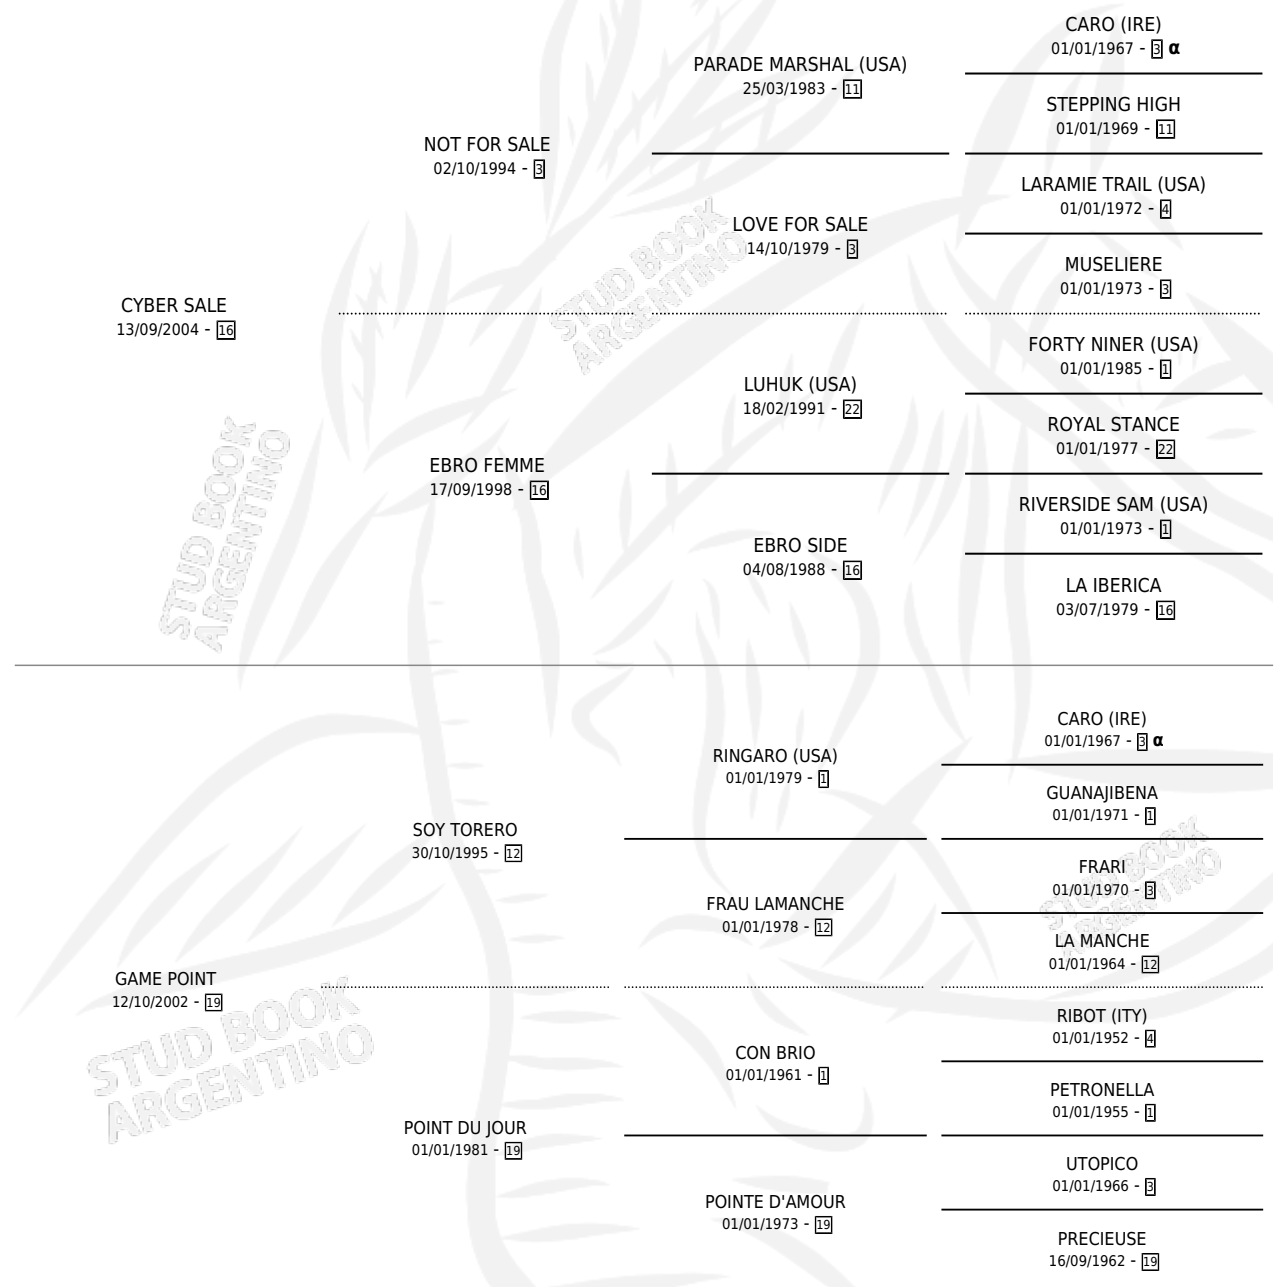 CARO (IRE)
01/01/1967 - 3 α
PARADE MARSHAL (USA)
25/03/1983 - 11
STEPPING HIGH
01/01/1969 - 11
NOT FOR SALE
02/10/1994 - 3
LARAMIE TRAIL (USA)
01/01/1972 - 4
LOVE FOR SALE
14/10/1979 - 3
MUSELIERE
01/01/1973 - 3
STUD BOOK
ARGENTINO
CYBER SALE
13/09/2004 - 16
FORTY NINER (USA)
01/01/1985 - 1
LUHUK (USA)
18/02/1991 - 22
ROYAL STANCE
01/01/1977 - 22
EBRO FEMME
17/09/1998 - 16
RIVERSIDE SAM (USA)
01/01/1973 - 1
EBRO SIDE
04/08/1988 - 16
LA IBERICA
03/07/1979 - 16
STUD BOOK
ARGENTINO
CARO (IRE)
01/01/1967 - 3 α
RINGARO (USA)
01/01/1979 - 1
GUANAJIBENA
01/01/1971 - 1
SOY TORERO
30/10/1995 - 12
FRARI
01/01/1970 - 3
FRAU LAMANCHE
01/01/1978 - 12
LA MANCHE
01/01/1964 - 12
STUD BOOK
ARGENTINO
GAME POINT
12/10/2002 - 19
RIBOT (ITY)
01/01/1952 - 4
CON BRIO
01/01/1961 - 1
PETRONELLA
01/01/1955 - 1
POINT DU JOUR
01/01/1981 - 19
UTOPICO
01/01/1966 - 3
POINTE D'AMOUR
01/01/1973 - 19
PRECIEUSE
16/09/1962 - 19
STUD BOOK
ARGENTINO